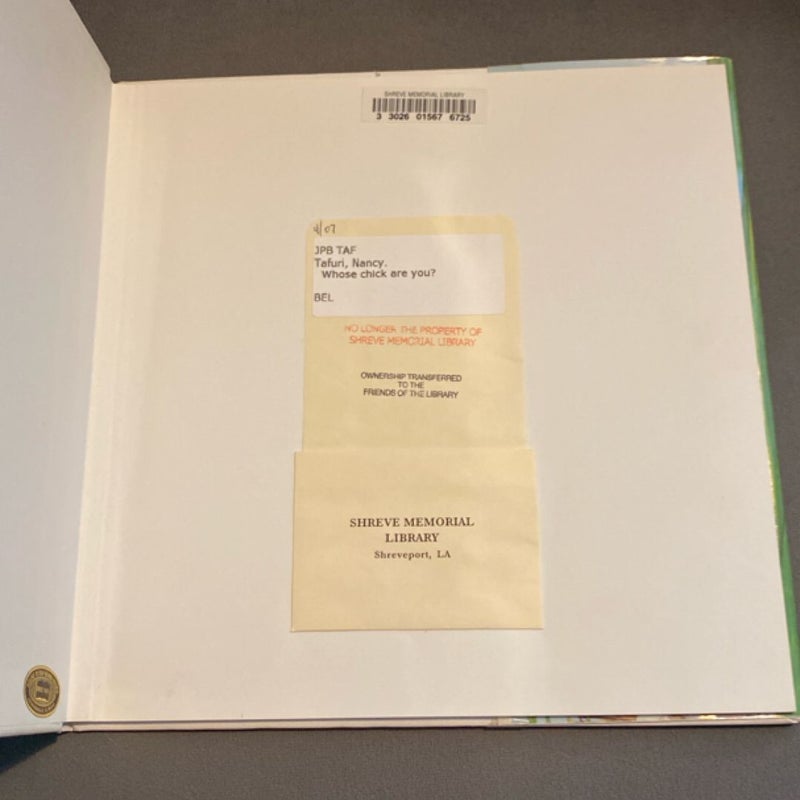 SHREVE MEMORIAL LIBRARY
3 3026 01567 6725
4/07
JPB TAF
Tafuri, Nancy.
Whose chick are you?
BEL
NO LONGER THE PROPERTY OF
SHREVE MEMORIAL LIBRARY
OWNERSHIP TRANSFERRED
TO THE
FRIENDS OF THE LIBRARY
SHREVE MEMORIAL
LIBRARY
Shreveport, LA